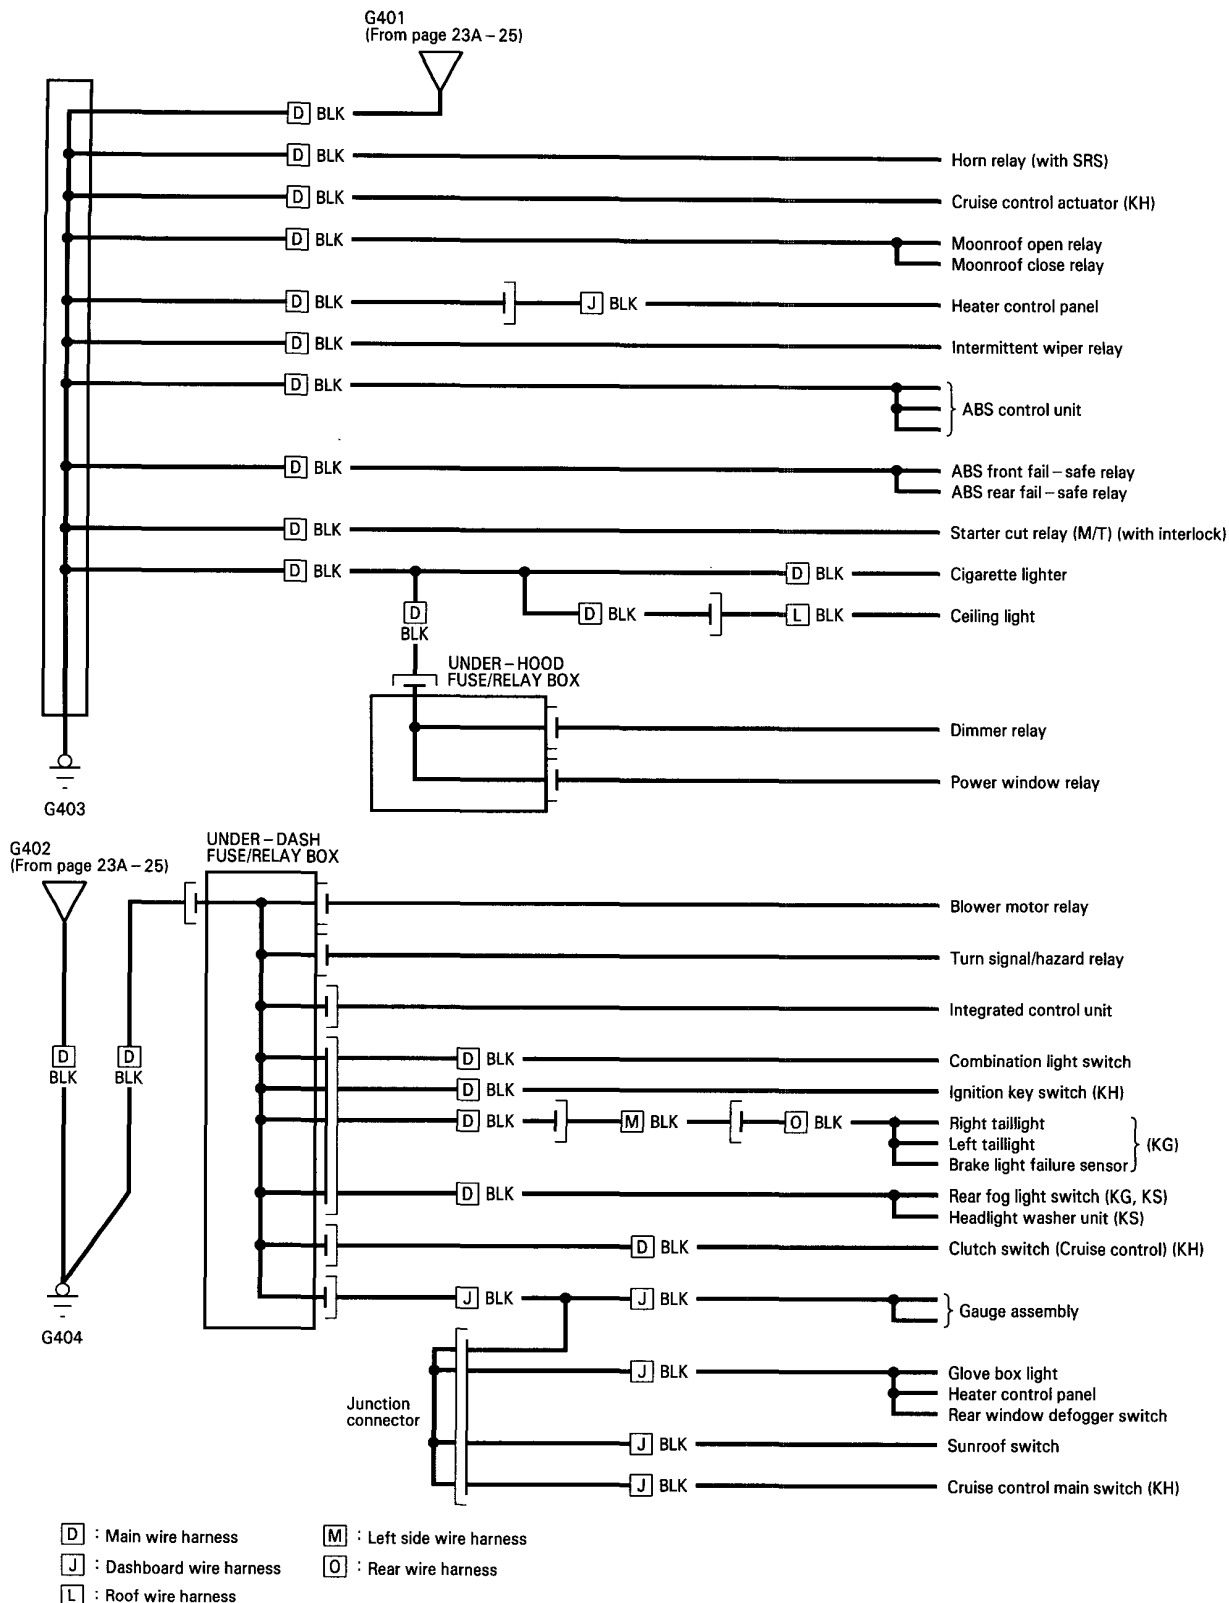 G401
(From page 23A – 25)
D BLK
D BLK Horn relay (with SRS)
D BLK Cruise control actuator (KH)
D BLK Moonroof open relay
Moonroof close relay
D BLK J BLK Heater control panel
D BLK Intermittent wiper relay
D BLK ABS control unit
D BLK ABS front fail – safe relay
ABS rear fail – safe relay
D BLK Starter cut relay (M/T) (with interlock)
D BLK D BLK Cigarette lighter
D BLK L BLK Ceiling light
D
BLK
UNDER – HOOD
FUSE/RELAY BOX
Dimmer relay
Power window relay
G403
G402
(From page 23A – 25)
UNDER – DASH
FUSE/RELAY BOX
Blower motor relay
Turn signal/hazard relay
Integrated control unit
D D
BLK BLK
D BLK Combination light switch
D BLK Ignition key switch (KH)
D BLK M BLK O BLK Right taillight
Left taillight (KG)
Brake light failure sensor
D BLK Rear fog light switch (KG, KS)
Headlight washer unit (KS)
D BLK Clutch switch (Cruise control) (KH)
J BLK J BLK Gauge assembly
G404
J BLK Glove box light
Heater control panel
Rear window defogger switch
Junction
connector
J BLK Sunroof switch
J BLK Cruise control main switch (KH)
D : Main wire harness M : Left side wire harness
J : Dashboard wire harness O : Rear wire harness
L : Roof wire harness